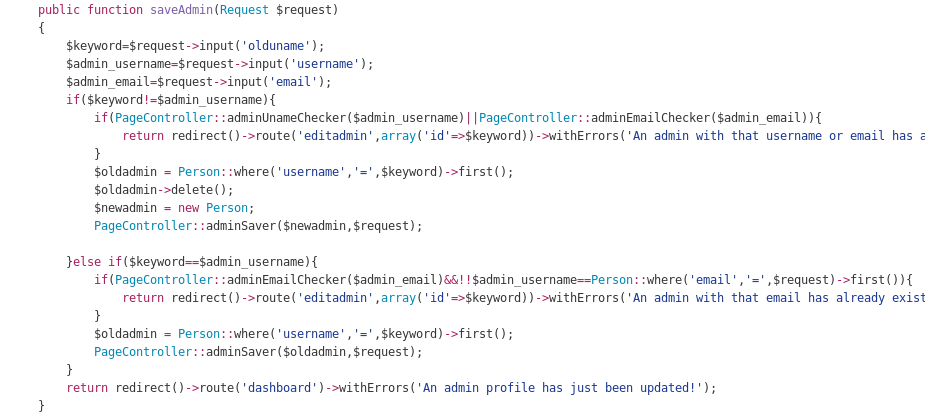 public function saveAdmin(Request $request)
{
$keyword=$request->input('olduname');
$admin_username=$request->input('username');
$admin_email=$request->input('email');
if($keyword!=$admin_username){
if(PageController::adminUnameChecker($admin_username)||PageController::adminEmailChecker($admin_email)){
return redirect()->route('editadmin',array('id'=>$keyword))->withErrors('An admin with that username or email has a
}
$oldadmin = Person::where('username','=',$keyword)->first();
$oldadmin->delete();
$newadmin = new Person;
PageController::adminSaver($newadmin,$request);
}else if($keyword==$admin_username){
if(PageController::adminEmailChecker($admin_email)&&!!$admin_username==Person::where('email','=',$request)->first()){
return redirect()->route('editadmin',array('id'=>$keyword))->withErrors('An admin with that email has already exist
}
$oldadmin = Person::where('username','=',$keyword)->first();
PageController::adminSaver($oldadmin,$request);
}
return redirect()->route('dashboard')->withErrors('An admin profile has just been updated!');
}